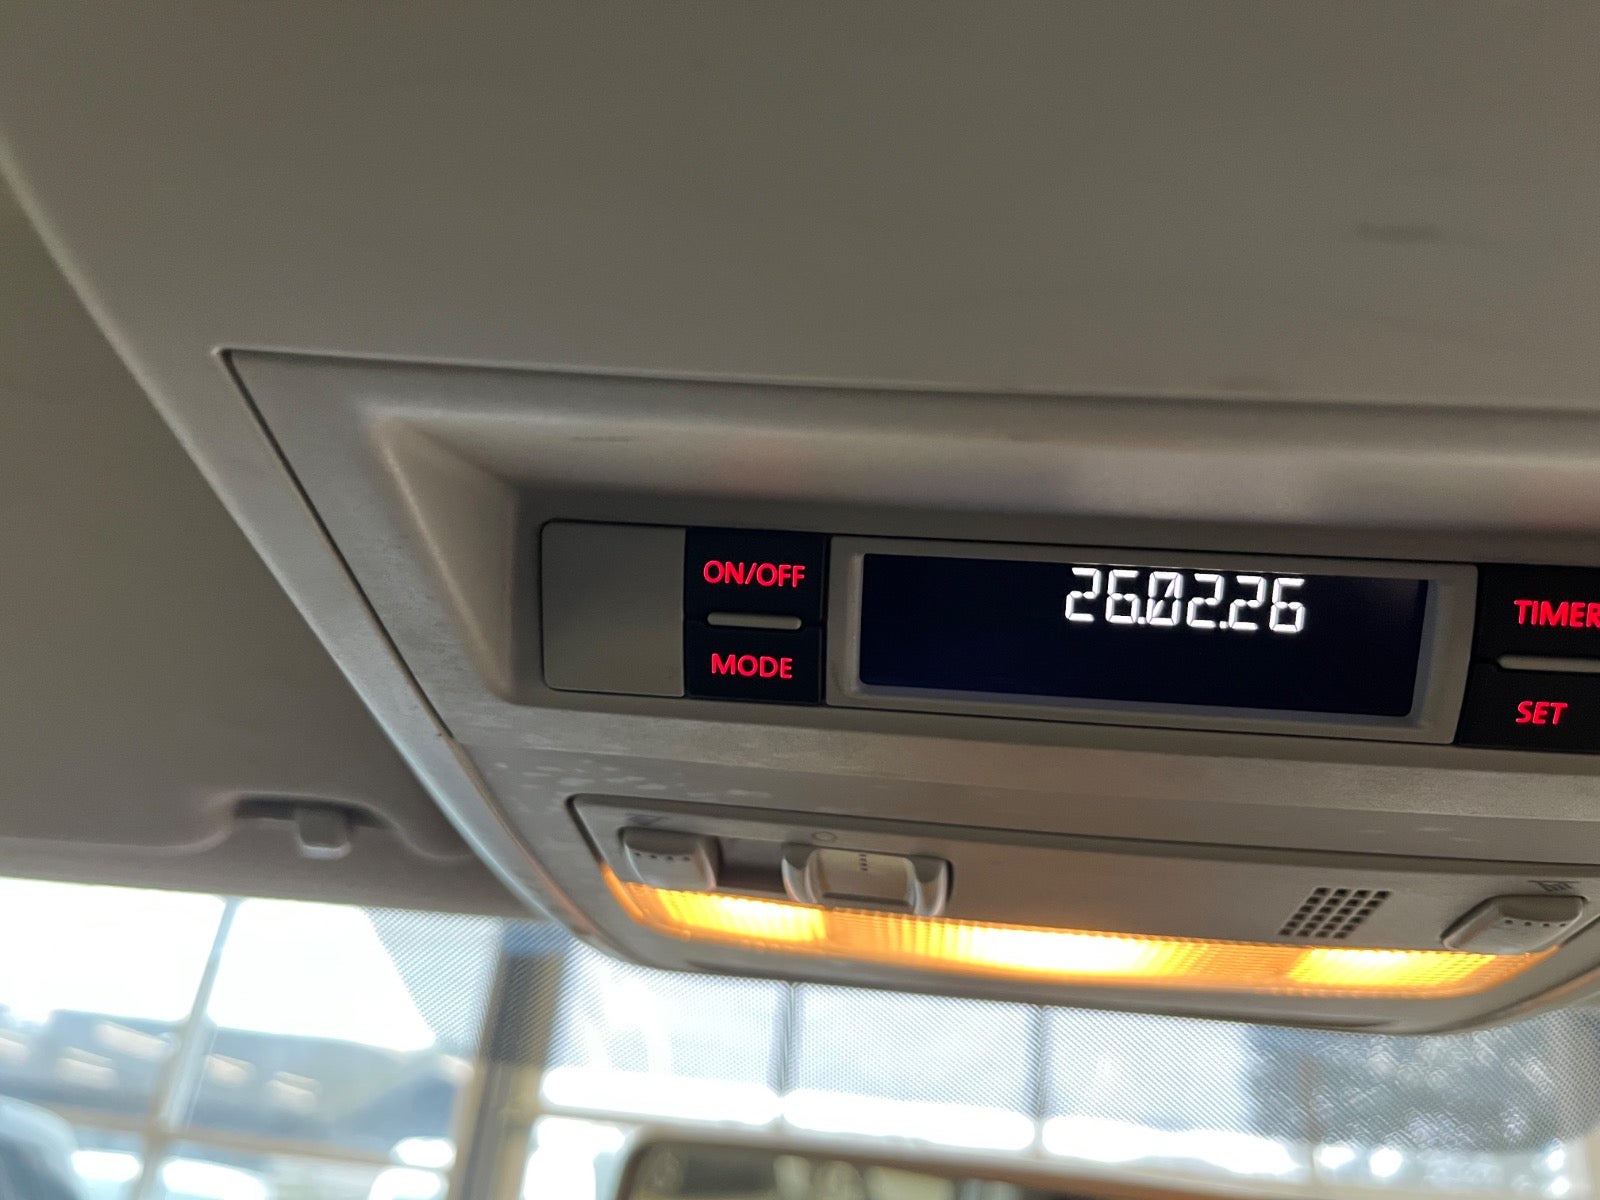 ON/OFF
MODE
26.02.26
TIMER
SET